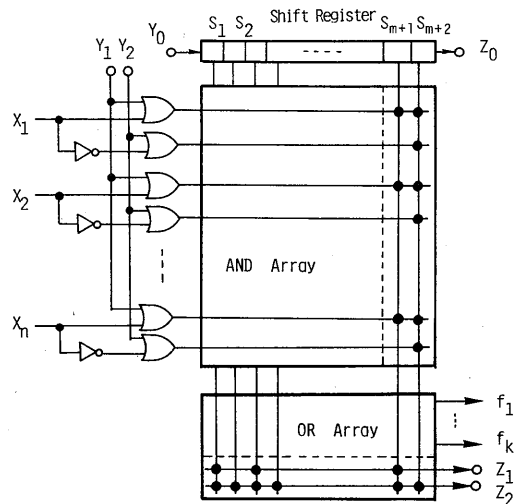 Shift Register
Y0 S1 S2 ---- Sm+1 Sm+2 Z0
Y1 Y2
X1
X2
AND Array
Xn
OR Array
f1
fk
Z1
Z2